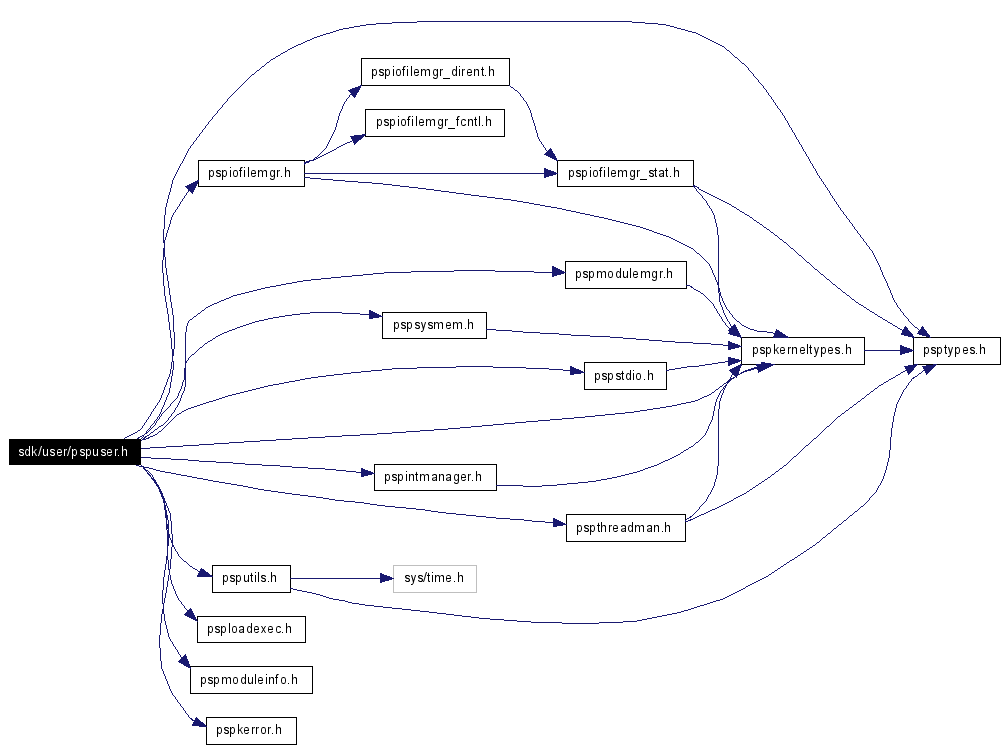 pspiofilemgr_dirent.h
pspiofilemgr_fcntl.h
pspiofilemgr.h
pspiofilemgr_stat.h
pspmodulemgr.h
pspsysmem.h
pspkerneltypes.h
psptypes.h
pspstdio.h
sdk/user/pspuser.h
pspintmanager.h
pspthreadman.h
psputils.h
sys/time.h
psploadexec.h
pspmoduleinfo.h
pspkerror.h